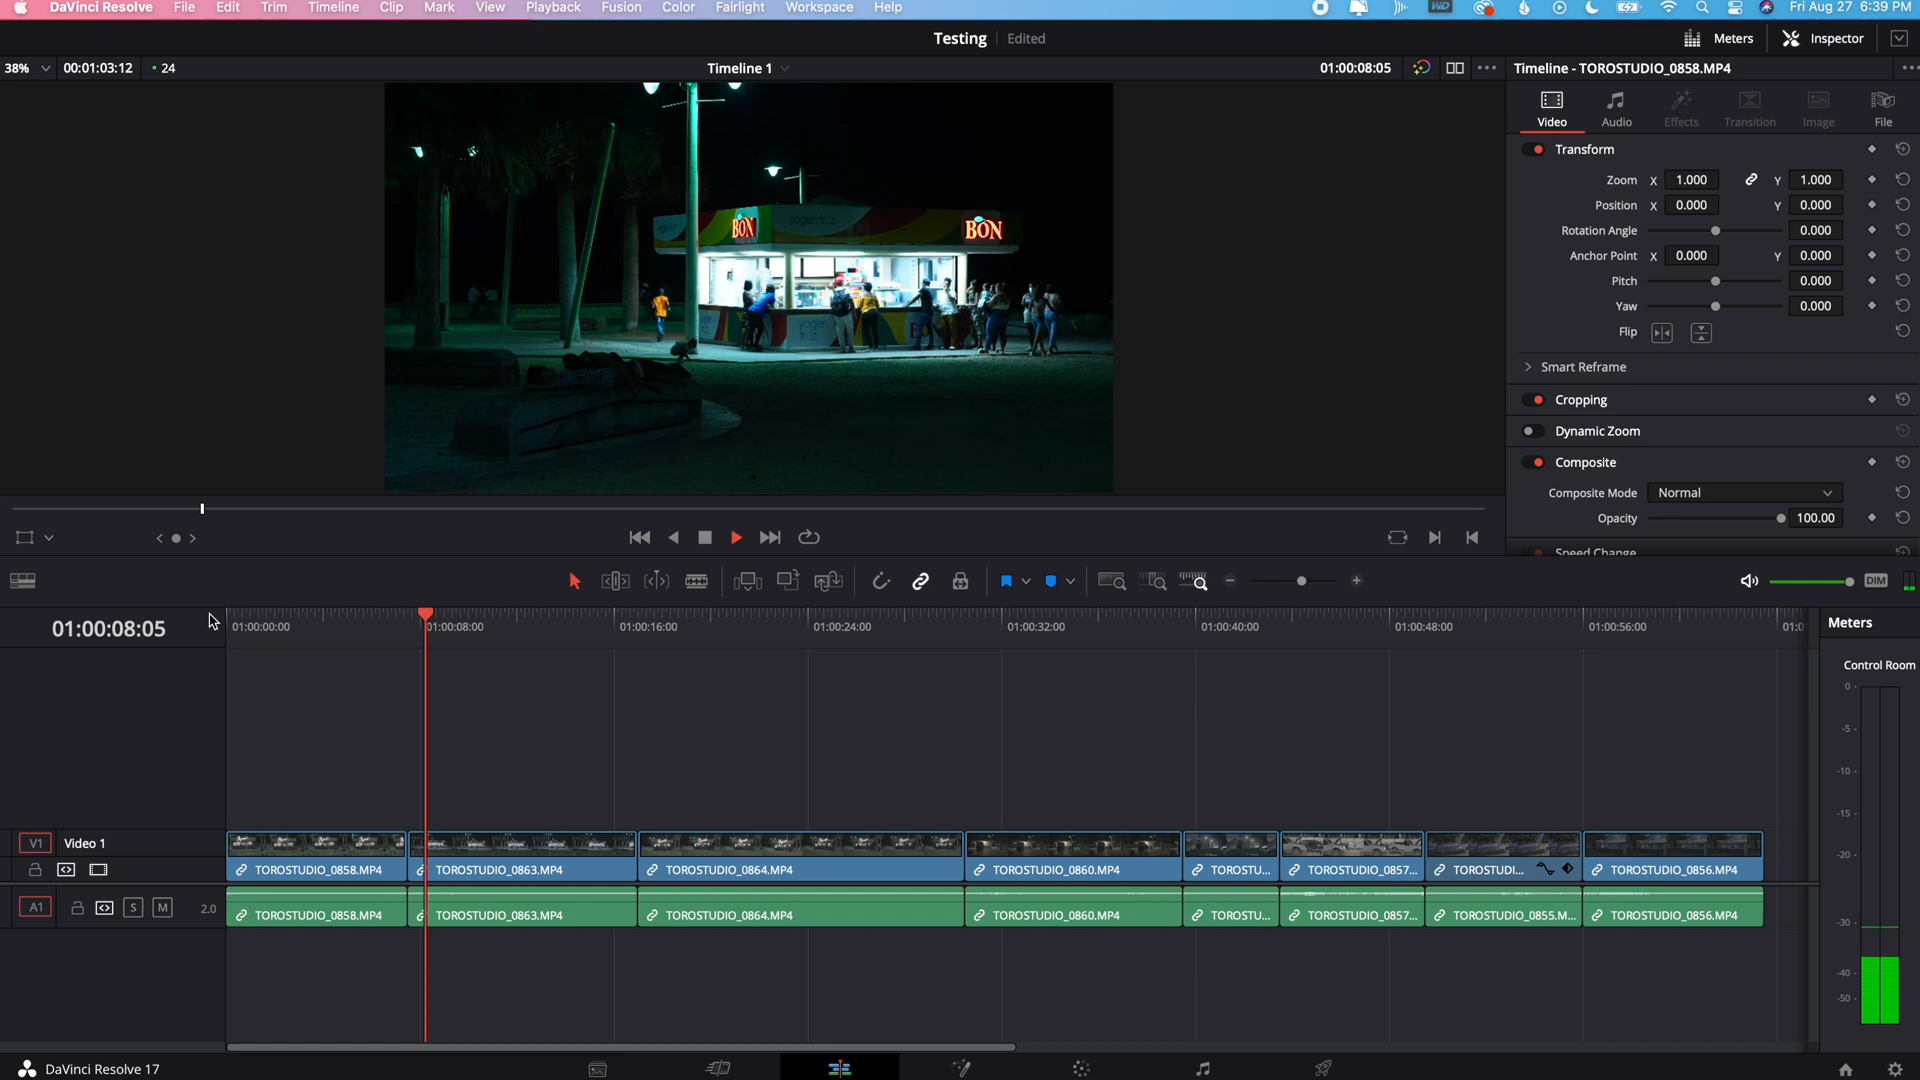 DaVinci Resolve File Edit Trim Timeline Clip Mark View Playback Fusion Color Fairlight Workspace Help
WD
Fri Aug 27 6:39 PM
Testing Edited
Meters Inspector
38% 00:01:03:12 24
Timeline 1
01:00:08:05
Timeline - TOROSTUDIO_0858.MP4
Video Audio Effects Transition Image File
Transform
Zoom X 1.000 Y 1.000
Position X 0.000 Y 0.000
Rotation Angle 0.000
Anchor Point X 0.000 Y 0.000
Pitch 0.000
Yaw 0.000
Flip
Smart Reframe
Cropping
Dynamic Zoom
Composite
Composite Mode Normal
Opacity 100.00
Speed Change
BON
yogen früz
BON
yogen früz
DIM
01:00:08:05
01:00:00:00 01:00:08:00 01:00:16:00 01:00:24:00 01:00:32:00 01:00:40:00 01:00:48:00 01:00:56:00 01:0
Meters
Control Room
0
-5
-10
-15
-20
-30
-40
-50
V1 Video 1
TOROSTUDIO_0858.MP4 TOROSTUDIO_0863.MP4 TOROSTUDIO_0864.MP4 TOROSTUDIO_0860.MP4 TOROSTU... TOROSTUDIO_0857... TOROSTUDI... TOROSTUDIO_0856.MP4
A1 S M 2.0
TOROSTUDIO_0858.MP4 TOROSTUDIO_0863.MP4 TOROSTUDIO_0864.MP4 TOROSTUDIO_0860.MP4 TOROSTU... TOROSTUDIO_0857... TOROSTUDIO_0855.M... TOROSTUDIO_0856.MP4
DaVinci Resolve 17